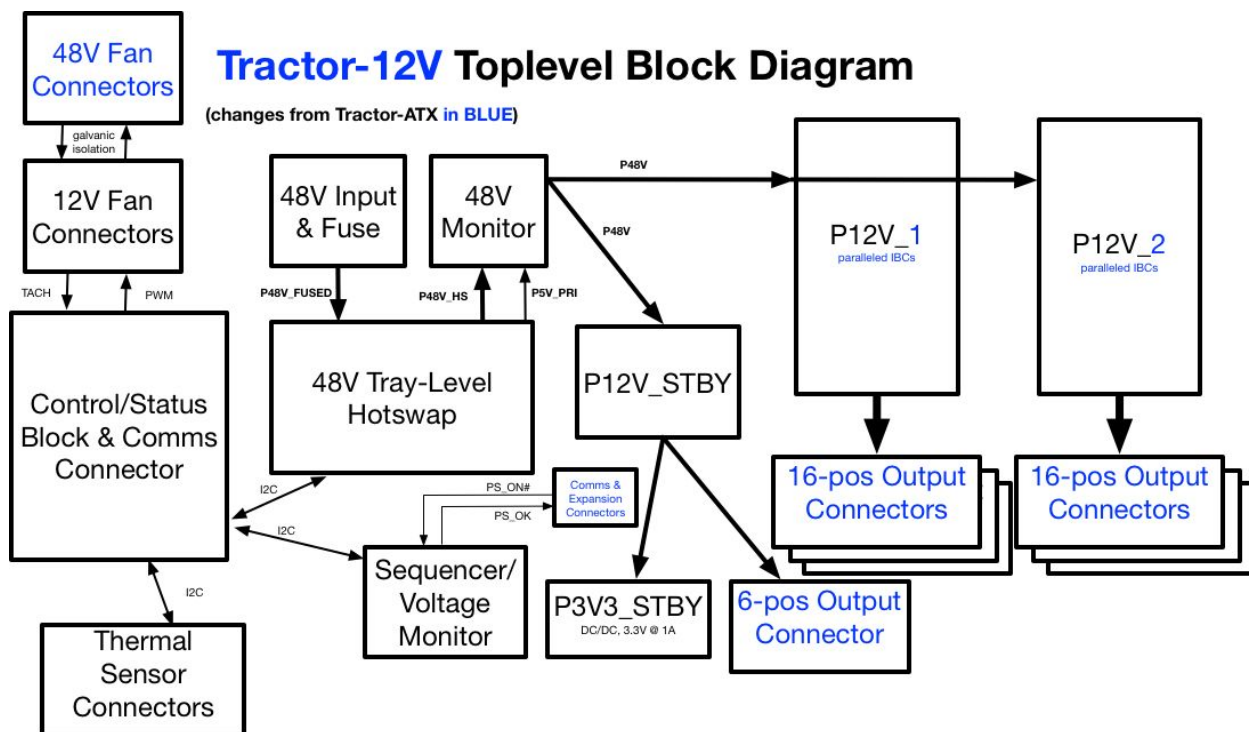 Tractor-12V Toplevel Block Diagram
(changes from Tractor-ATX in BLUE)
48V Fan
Connectors
galvanic
isolation
12V Fan
Connectors
TACH
PWM
Control/Status
Block & Comms
Connector
I2C
Thermal
Sensor
Connectors
48V Input
& Fuse
P48V_FUSED
48V Tray-Level
Hotswap
I2C
I2C
48V
Monitor
P48V_HS
P5V_PRI
P48V
P48V
PS_ON#
PS_OK
Comms &
Expansion
Connectors
Sequencer/
Voltage
Monitor
P12V_STBY
P3V3_STBY
DC/DC, 3.3V @ 1A
6-pos Output
Connector
P12V_1
paralleled IBCs
16-pos Output
Connectors
P12V_2
paralleled IBCs
16-pos Output
Connectors